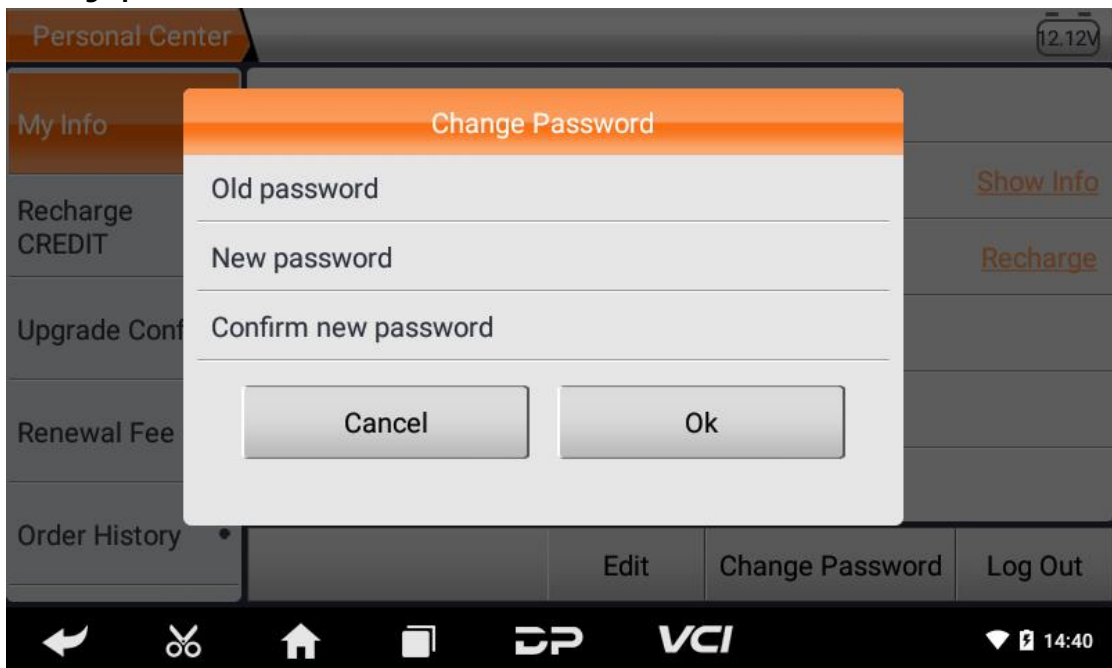 Personal Center
12.12V
My Info
Change Password
Old password
Show Info
Recharge
CREDIT
New password
Recharge
Upgrade Conf
Confirm new password
Cancel
Ok
Renewal Fee
Order History
Edit
Change Password
Log Out
DP
VCI
14:40